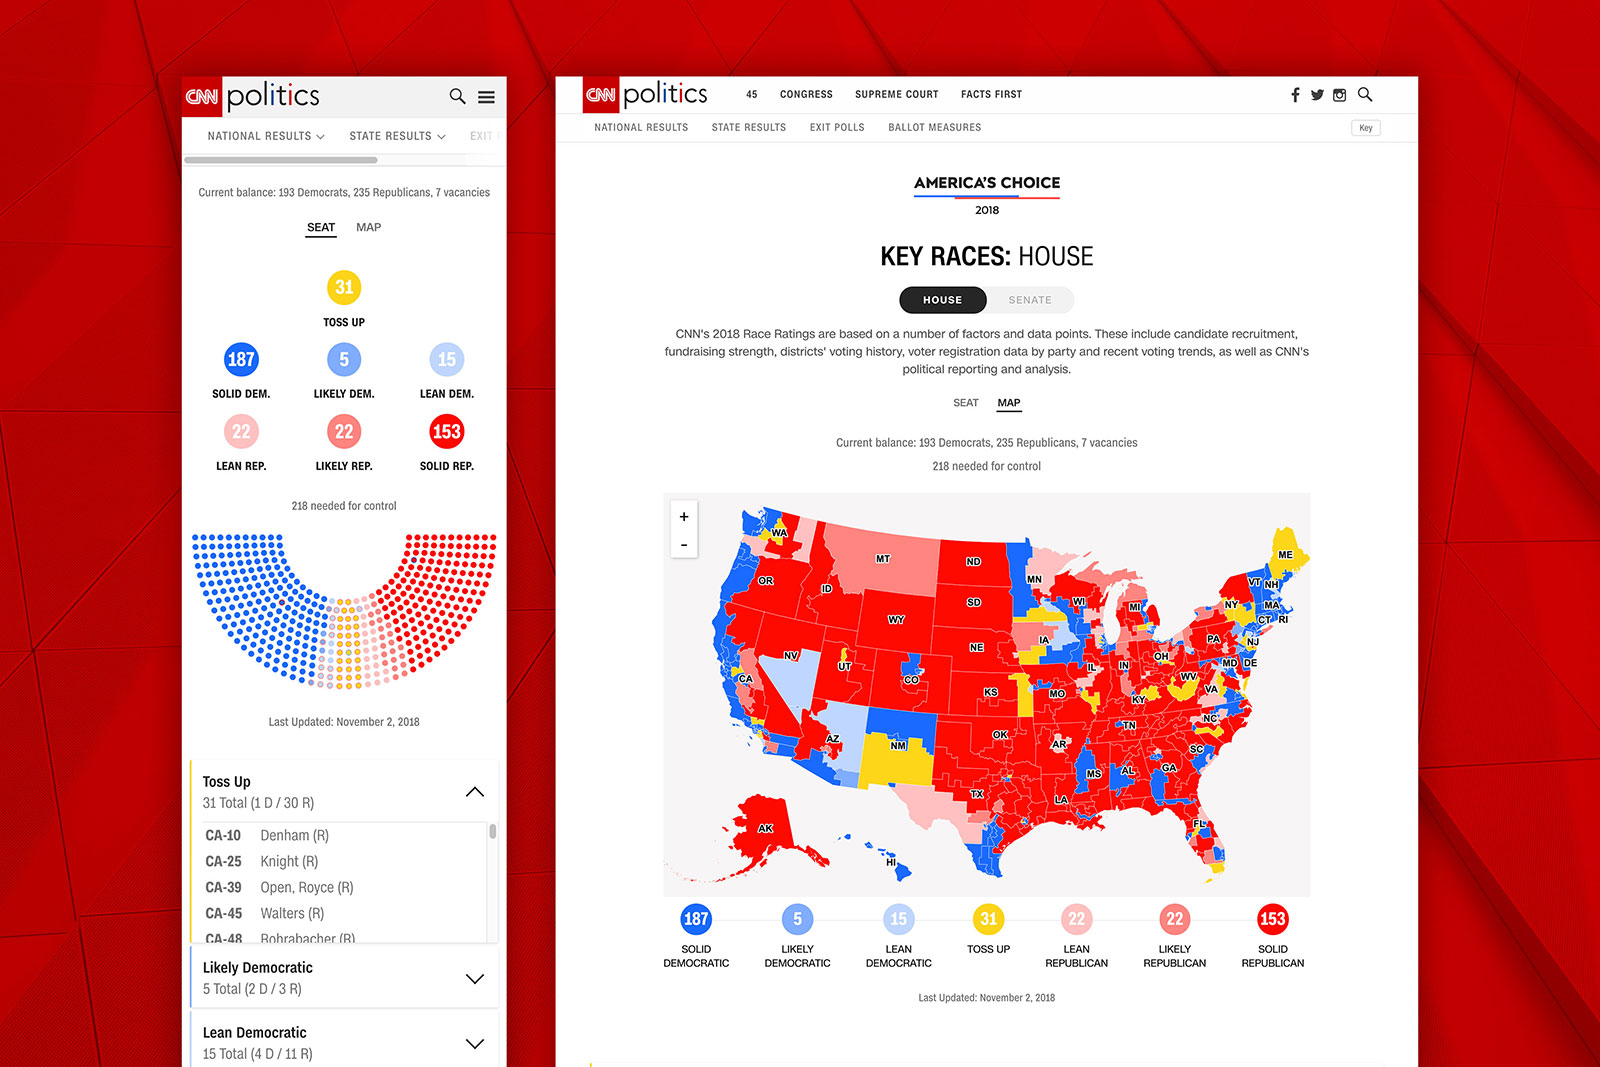 CNN politics
NATIONAL RESULTS STATE RESULTS EXIT
Current balance: 193 Democrats, 235 Republicans, 7 vacancies
SEAT MAP
31
TOSS UP
187 5 15
SOLID DEM. LIKELY DEM. LEAN DEM.
22 22 153
LEAN REP. LIKELY REP. SOLID REP.
218 needed for control
Last Updated: November 2, 2018
Toss Up
31 Total (1 D / 30 R)
CA-10 Denham (R)
CA-25 Knight (R)
CA-39 Open, Royce (R)
CA-45 Walters (R)
CA-48 Rohrabacher (R)
Likely Democratic
5 Total (2 D / 3 R)
Lean Democratic
15 Total (4 D / 11 R)
CNN politics 45 CONGRESS SUPREME COURT FACTS FIRST
NATIONAL RESULTS STATE RESULTS EXIT POLLS BALLOT MEASURES Key
AMERICA'S CHOICE
2018
KEY RACES: HOUSE
HOUSE SENATE
CNN's 2018 Race Ratings are based on a number of factors and data points. These include candidate recruitment,
fundraising strength, districts' voting history, voter registration data by party and recent voting trends, as well as CNN's
political reporting and analysis.
SEAT MAP
Current balance: 193 Democrats, 235 Republicans, 7 vacancies
218 needed for control
+
-
WA
MT ND ME
OR ID MN VT NH
SD WI MI NY MA
WY CT RI
NV UT NE IA PA NJ
CA CO IL IN OH MD DE
KS MO KY WV VA
AZ NM OK TN NC
AR SC
TX MS AL GA
LA
AK FL
HI
187 5 15 31 22 22 153
SOLID DEMOCRATIC
LIKELY DEMOCRATIC
LEAN DEMOCRATIC
TOSS UP
LEAN REPUBLICAN
LIKELY REPUBLICAN
SOLID REPUBLICAN
Last Updated: November 2, 2018